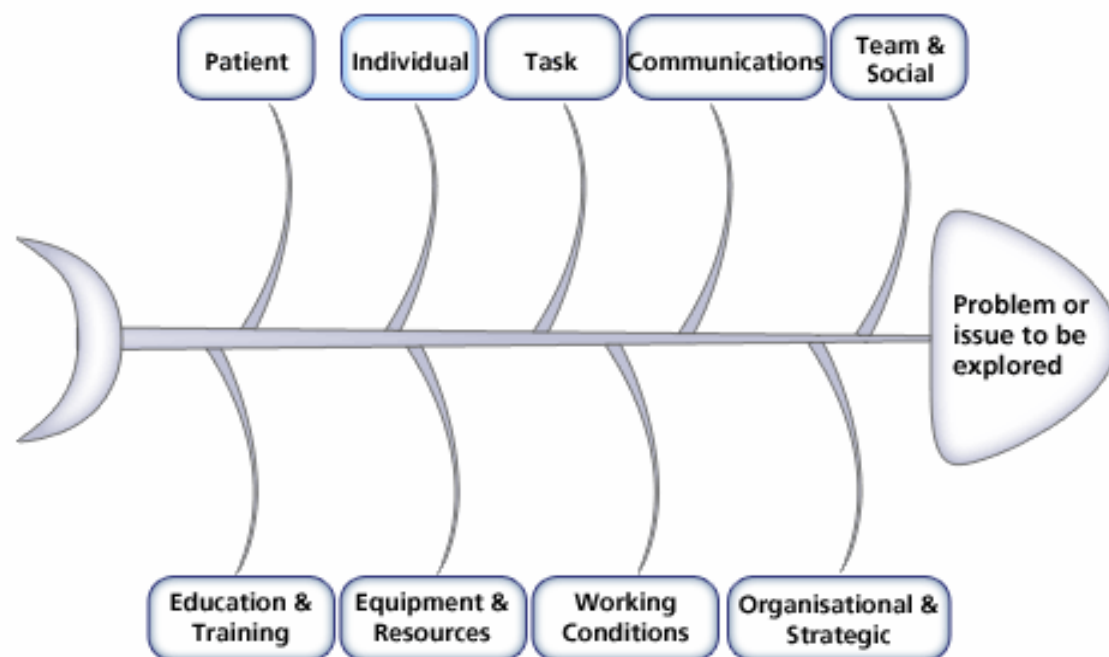 Patient
Individual
Task
Communications
Team &
Social
Problem or
issue to be
explored
Education &
Training
Equipment &
Resources
Working
Conditions
Organisational &
Strategic